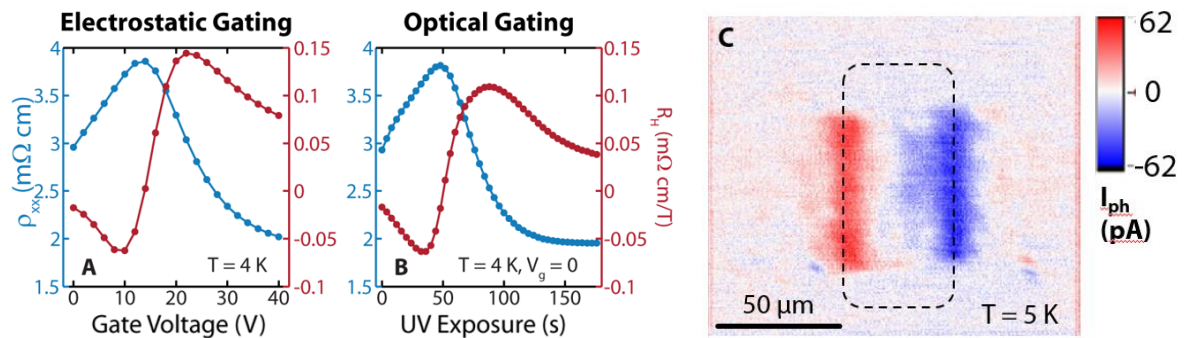 Electrostatic Gating
Optical Gating
4
3.5
3
2.5
2
1.5
ρxx (mΩ cm)
0.15
0.1
0.05
0
-0.05
-0.1
A
T = 4 K
0 10 20 30 40
Gate Voltage (V)
4
3.5
3
2.5
2
1.5
0.15
0.1
0.05
0
-0.05
-0.1
R_H (mΩ cm/T)
B
T = 4 K, V_g = 0
0 50 100 150
UV Exposure (s)
C
50 μm
T = 5 K
62
0
-62
I_ph
(pA)